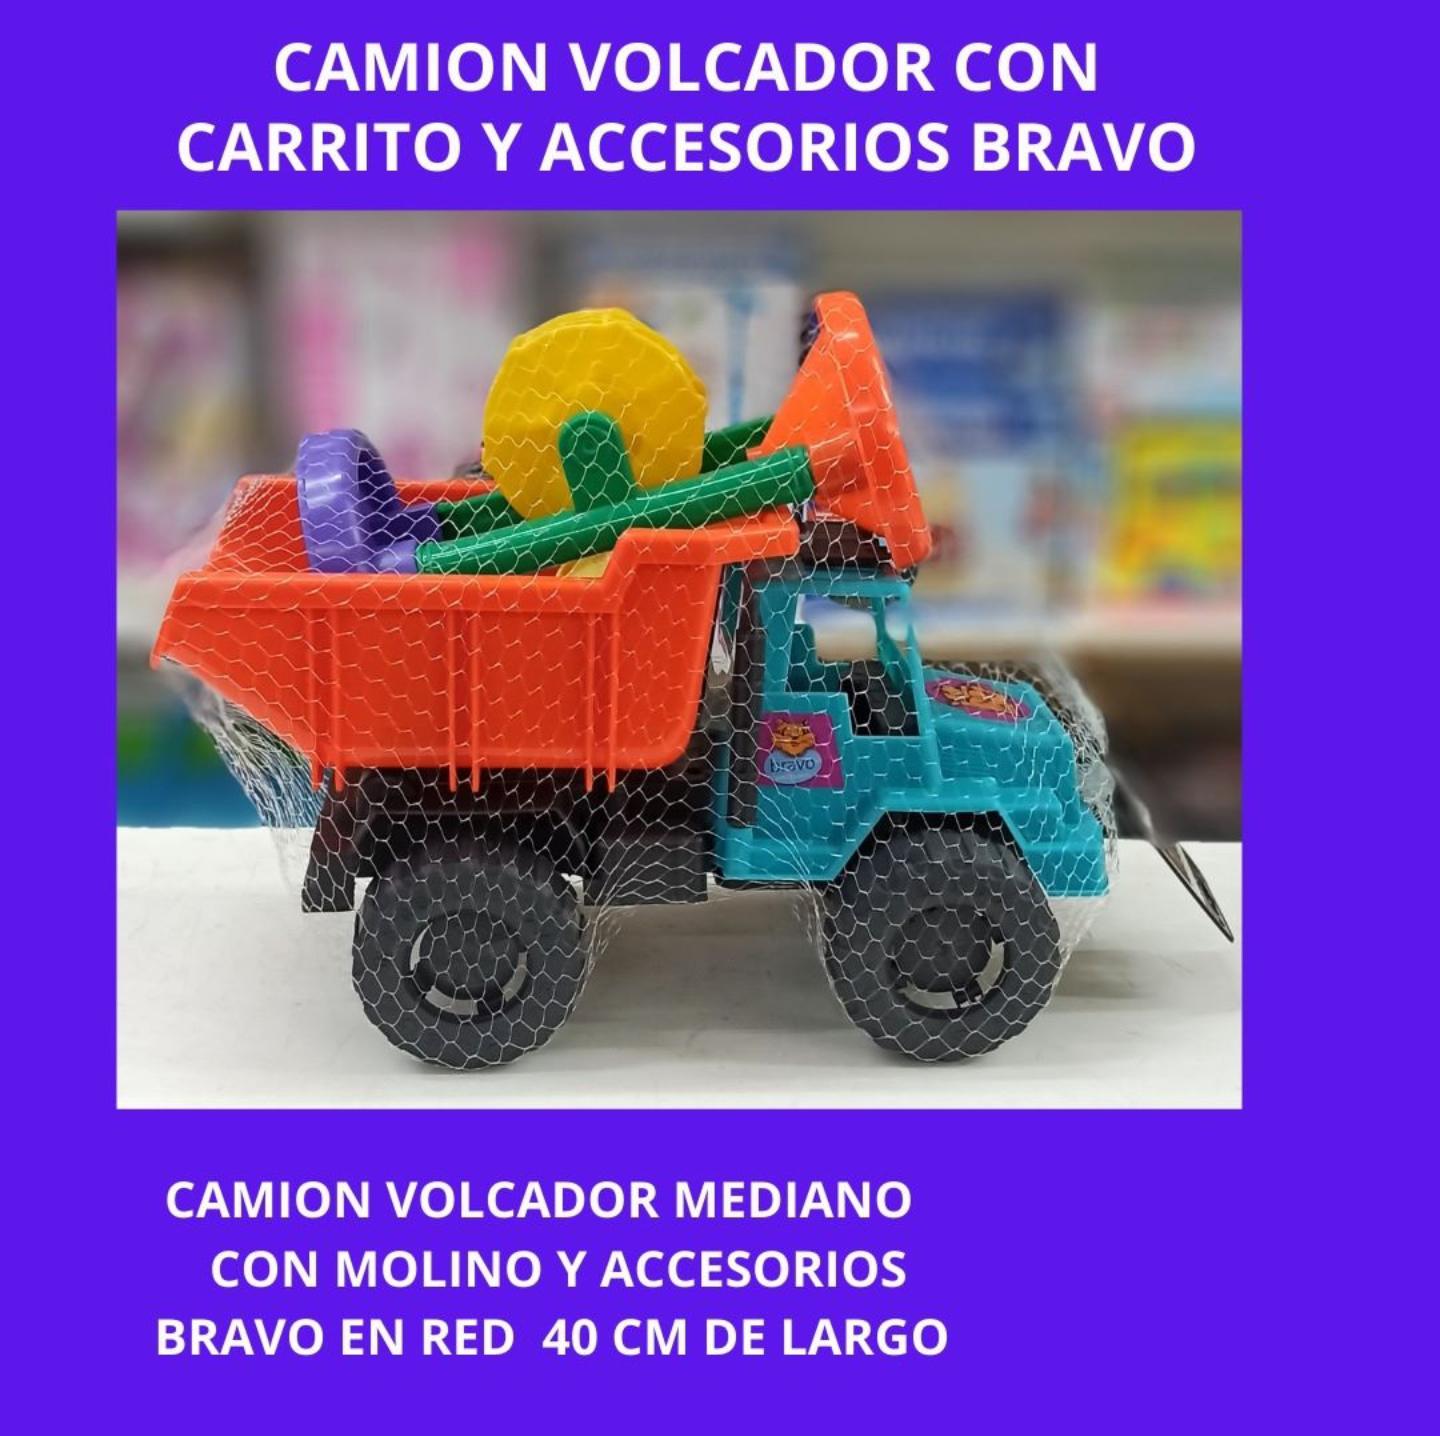 CAMION VOLCADOR CON
CARRITO Y ACCESORIOS BRAVO
bravo
CAMION VOLCADOR MEDIANO
CON MOLINO Y ACCESORIOS
BRAVO EN RED 40 CM DE LARGO